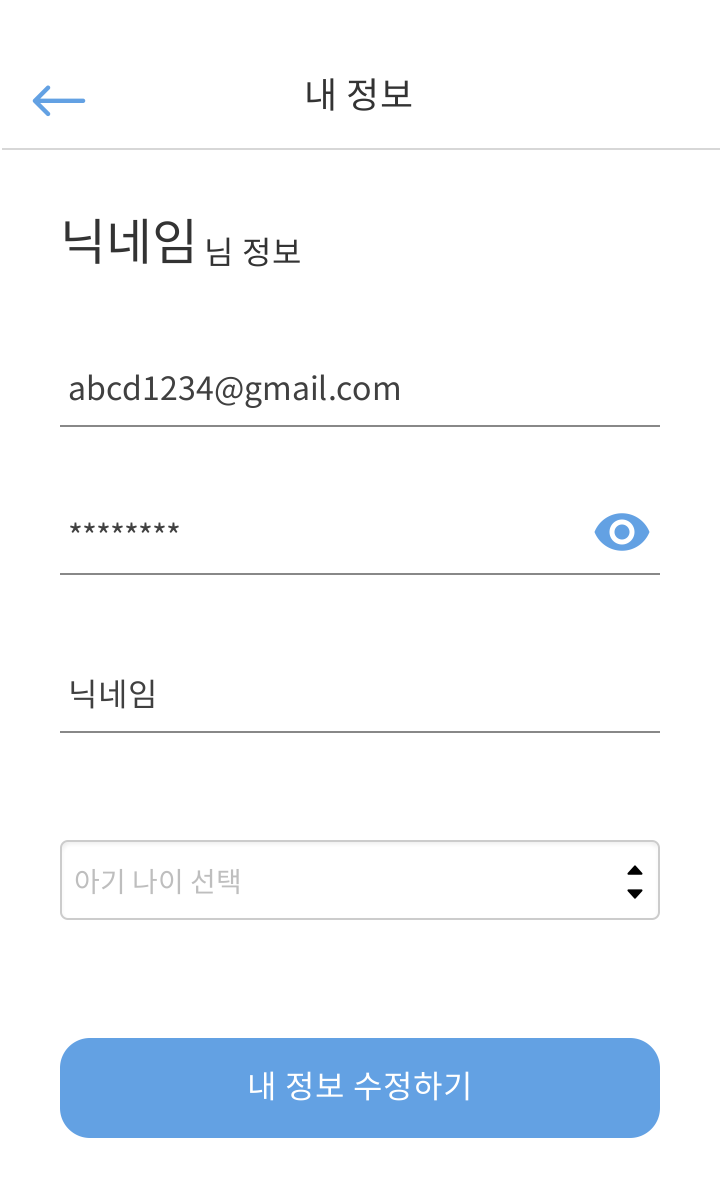 내 정보
닉네임 님 정보
abcd1234@gmail.com
********
닉네임
아기 나이 선택
내 정보 수정하기